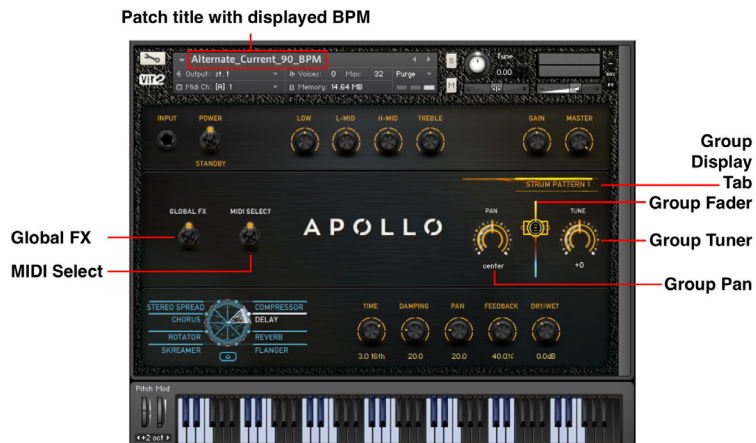 Patch title with displayed BPM
Alternate_Current_90_BPM
S
Tune
0.00
Output: st.1
Voices: 0 Max: 32 Purge
VIR2
Midi Ch: [A] 1
Memory: 14.64 MB
M
INPUT POWER LOW L-MID H-MID TREBLE GAIN MASTER
STANDBY
Group
Display
Tab
STRUM PATTERN 1
Group Fader
GLOBAL FX MIDI SELECT PAN TUNE
APOLLO
Global FX
Group Tuner
MIDI Select
center +0
Group Pan
STEREO SPREAD COMPRESSOR
CHORUS DELAY
ROTATOR REVERB
SKREAMER FLANGER
TIME DAMPING PAN FEEDBACK DRY/WET
3.0 16th 20.0 20.0 40.0% 0.0dB
Pitch Mod
+2 oct